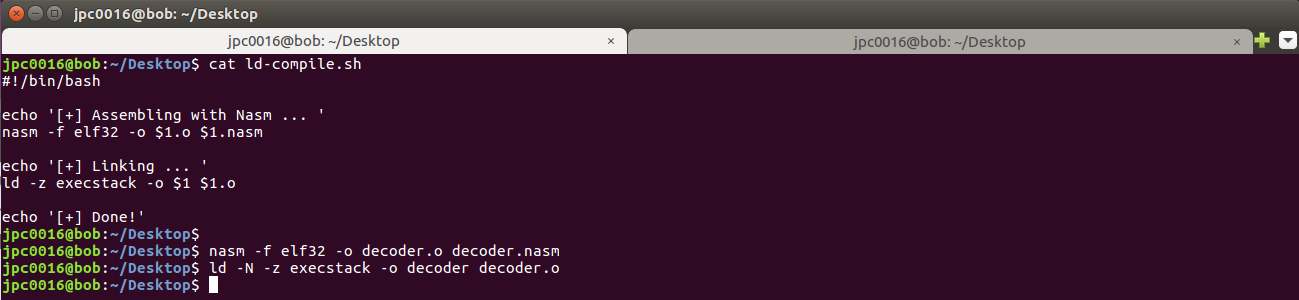 jpc0016@bob: ~/Desktop
jpc0016@bob: ~/Desktop × jpc0016@bob: ~/Desktop ×
jpc0016@bob:~/Desktop$ cat ld-compile.sh
#!/bin/bash
echo '[+] Assembling with Nasm ... '
nasm -f elf32 -o $1.o $1.nasm
echo '[+] Linking ... '
ld -z execstack -o $1 $1.o
echo '[+] Done!'
jpc0016@bob:~/Desktop$
jpc0016@bob:~/Desktop$ nasm -f elf32 -o decoder.o decoder.nasm
jpc0016@bob:~/Desktop$ ld -N -z execstack -o decoder decoder.o
jpc0016@bob:~/Desktop$